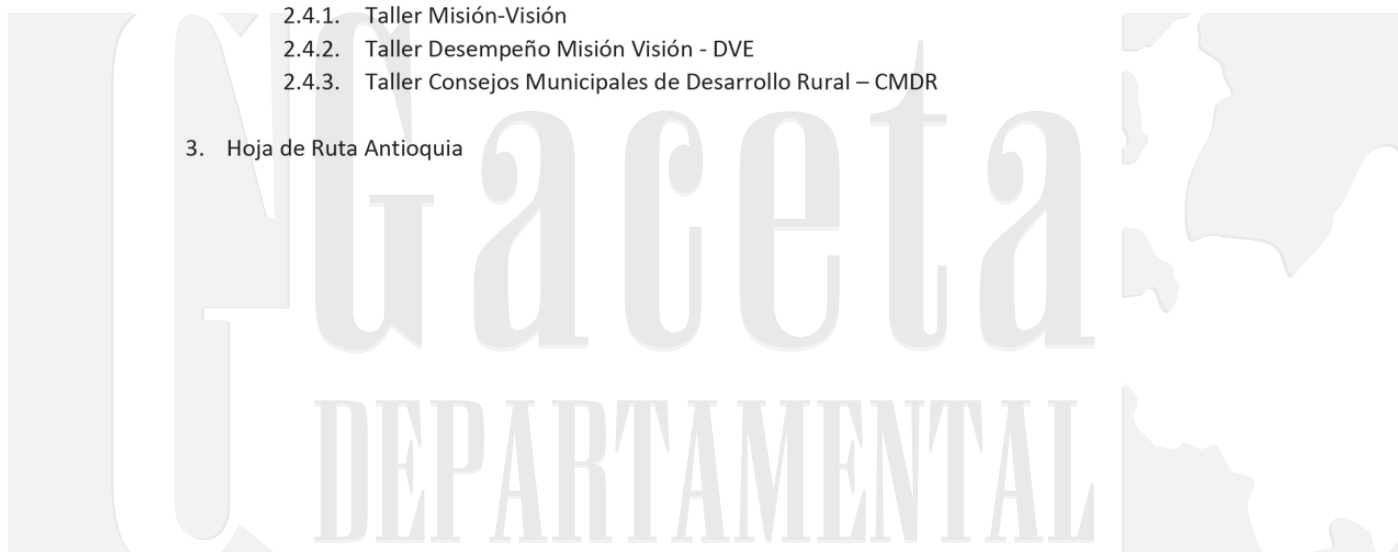 2.4.1. Taller Misión-Visión
2.4.2. Taller Desempeño Misión Visión - DVE
2.4.3. Taller Consejos Municipales de Desarrollo Rural – CMDR
3. Hoja de Ruta Antioquia
Gaceta
DEPARTAMENTAL